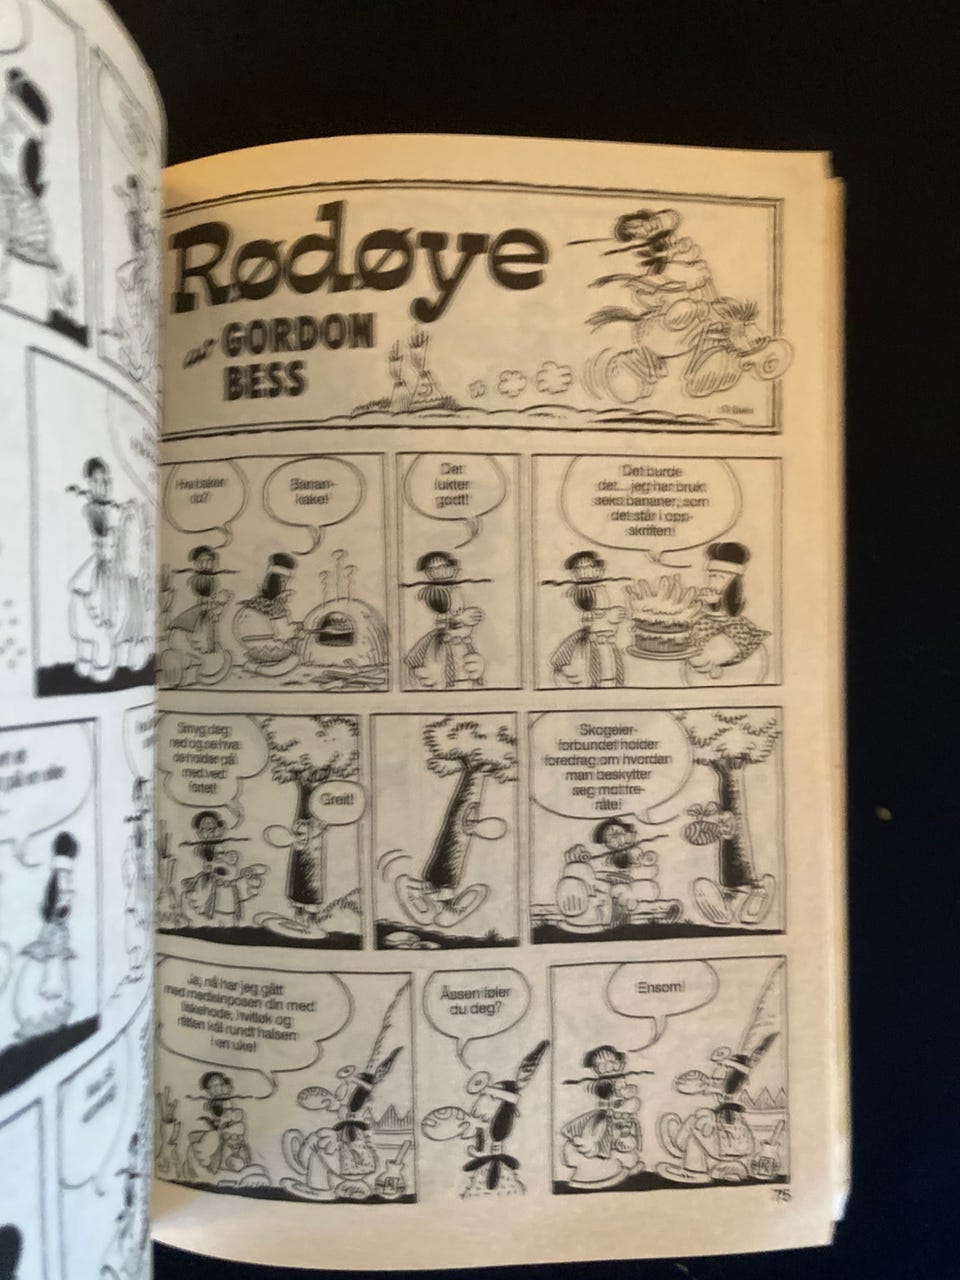 Rødøye
av GORDON
BESS
Hva baker
du?
Banan-
kake!
Det
lukter
godt!
Det burde
det... jeg har brukt
seks bananer, som
det står i opp-
skriften!
Smyg deg
ned og se hva
de holder på
med ved
fortet!
Greit!
Skogeier-
forbundet holder
foredrag om hvordan
man beskytter
seg mot tre-
råte!
Ja, nå har jeg gått
med medisinposen din med
fiskehode, hvitløk og
råtten kål rundt halsen
i en uke!
Åssen føler
du deg?
Ensom!
75